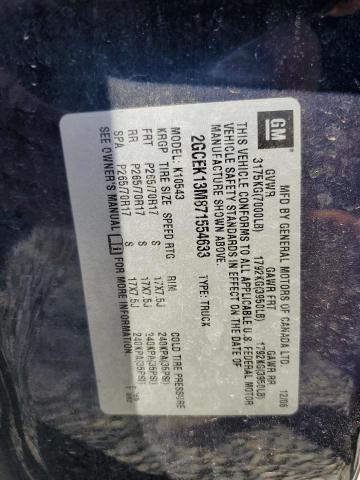 GM
MFD BY GENERAL MOTORS OF CANADA LTD
12/06
GVWR GAWR FRT GAWR RR
3175KG(7000LB) 1792KG(3950LB) 1792KG(3950LB)
THIS VEHICLE CONFORMS TO ALL APPLICABLE U.S. FEDERAL MOTOR
VEHICLE SAFETY STANDARDS IN EFFECT ON THE DATE OF
MANUFACTURE SHOWN ABOVE.
2GCEK13M871554633 TYPE: TRUCK
MODEL: K10543
KRGP TIRE SIZE SPEED RTG RIM COLD TIRE PRESSURE
FRT P265/70R17 S 17X7.5J 240KPA(35PSI)
RR P265/70R17 S 17X7.5J 240KPA(35PSI)
SPA P265/70R17 S 17X7.5J 240KPA(35PSI)
SEE OWNER'S MANUAL FOR MORE INFORMATION